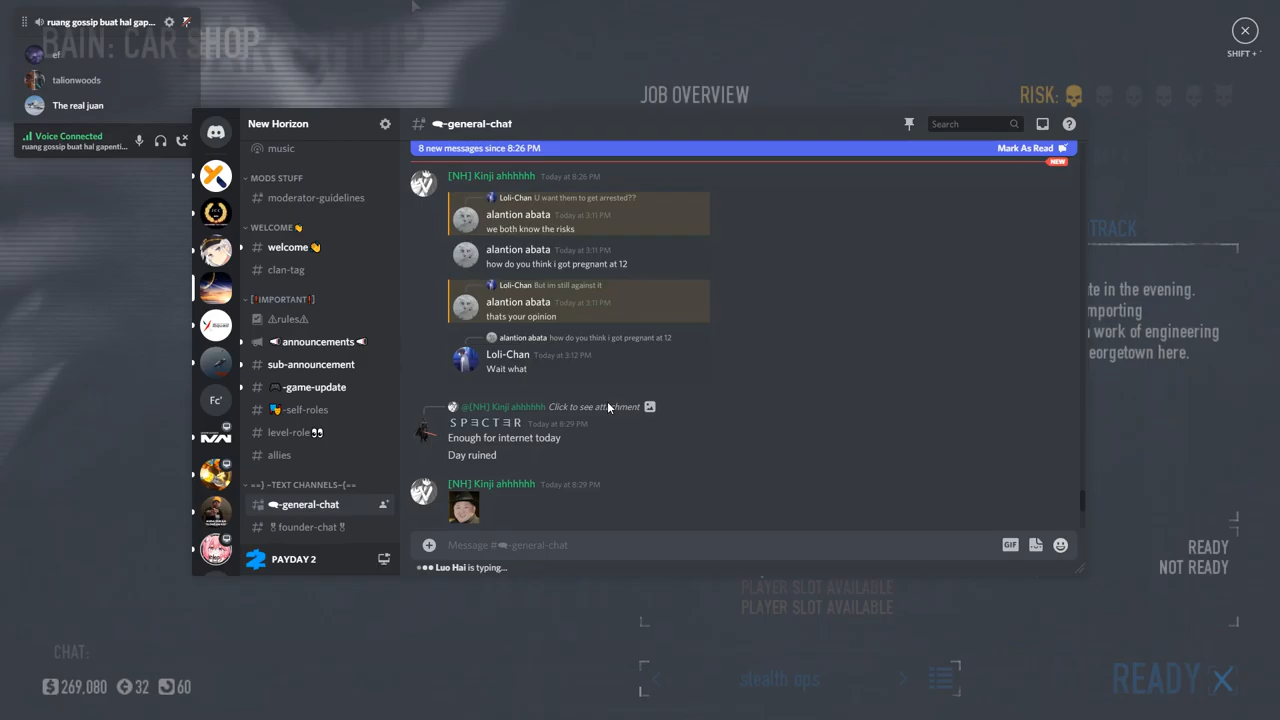 ruang gossip buat hal gap...
ef
talionwoods
The real juan
Voice Connected
ruang gossip buat hal gapenti...
BAIN: CAR SHOP
JOB OVERVIEW
RISK:
SHIFT + `
New Horizon
music
MODS STUFF
moderator-guidelines
WELCOME 👋
welcome 👋
clan-tag
[❗IMPORTANT❗]
⚠rules⚠
📢 announcements 📢
sub-announcement
🎮-game-update
🎭-self-roles
level-role👀
allies
==} ~TEXT CHANNELS~{==
🗨-general-chat
🎖founder-chat🎖
Fc'
PAYDAY 2
🗨-general-chat
Search
8 new messages since 8:26 PM
Mark As Read
NEW
[NH] Kinji ahhhhhh Today at 8:26 PM
Loli-Chan U want them to get arrested??
alantion abata Today at 3:11 PM
we both know the risks
alantion abata Today at 3:11 PM
how do you think i got pregnant at 12
Loli-Chan But im still against it
alantion abata Today at 3:11 PM
thats your opinion
alantion abata how do you think i got pregnant at 12
Loli-Chan Today at 3:12 PM
Wait what
@[NH] Kinji ahhhhhh Click to see attachment
S P Ǝ C T Ǝ R Today at 8:29 PM
Enough for internet today
Day ruined
[NH] Kinji ahhhhhh Today at 8:29 PM
Message #🗨-general-chat
GIF
Luo Hai is typing...
TRACK
ate in the evening.
mporting
work of engineering
eorgetown here.
READY
NOT READY
PLAYER SLOT AVAILABLE
PLAYER SLOT AVAILABLE
CHAT:
$ 269,080 C 32 60
stealth ops
READY